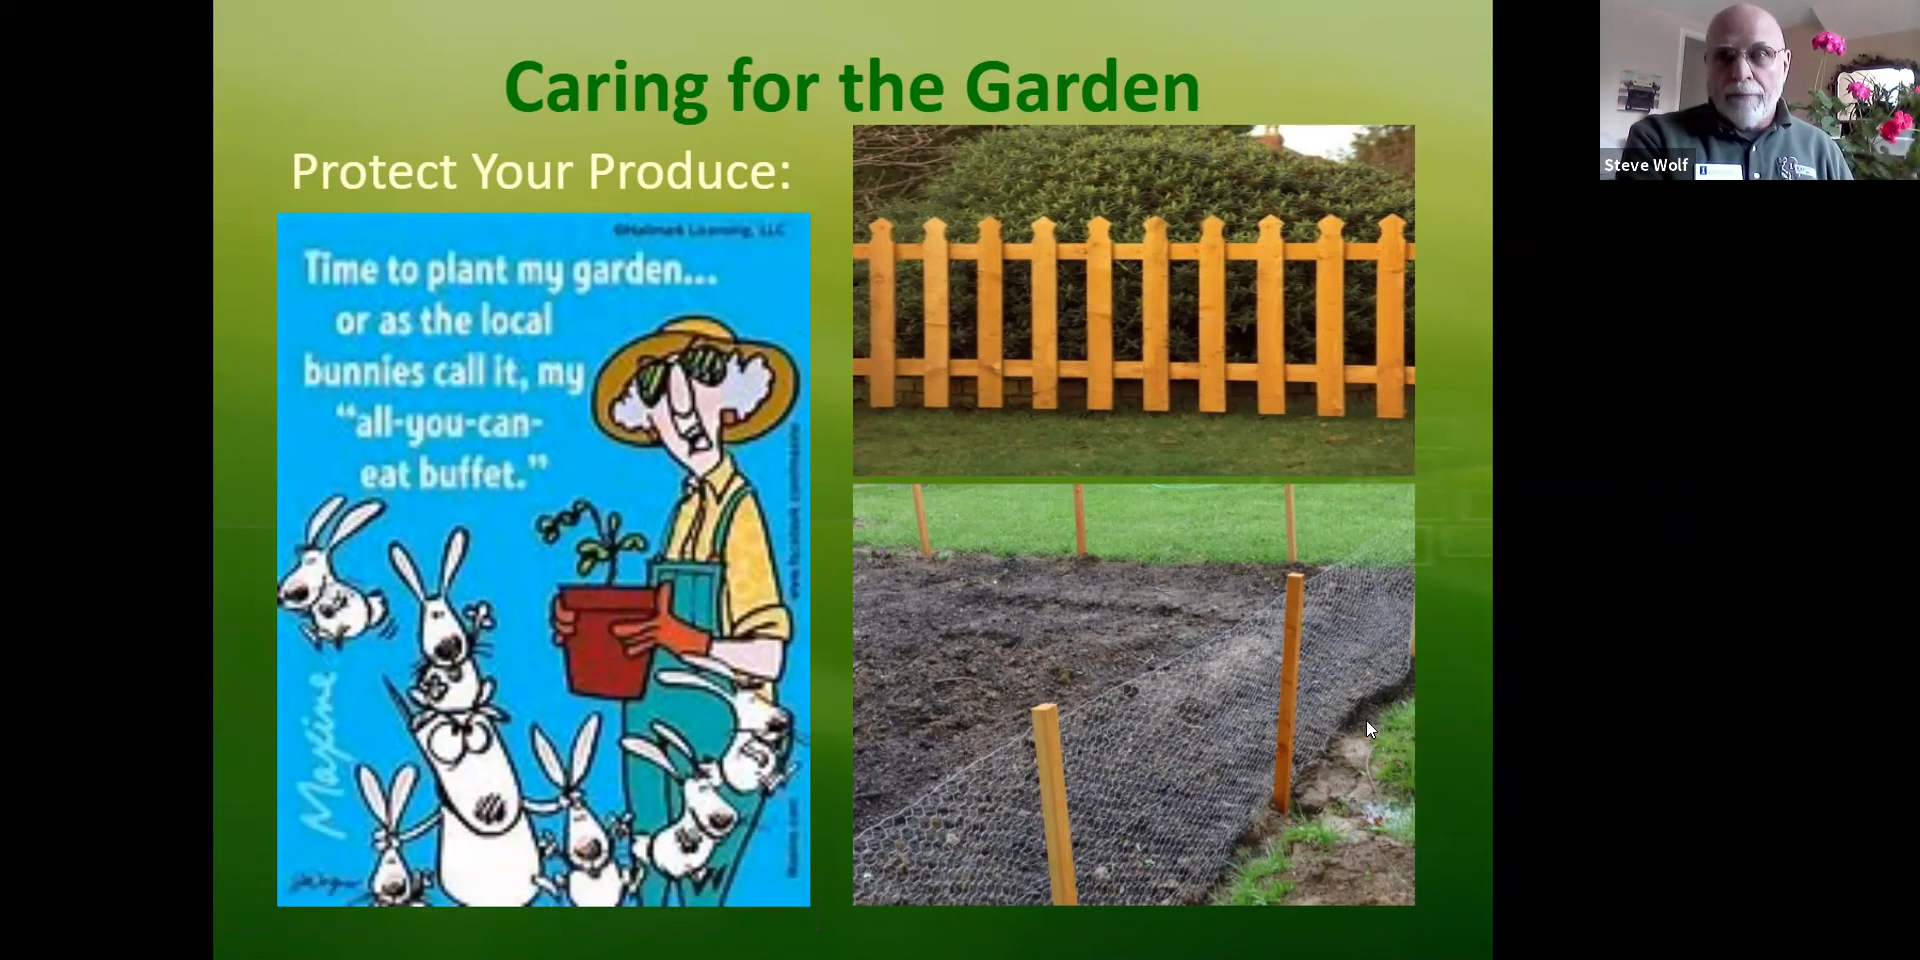 Caring for the Garden
Protect Your Produce:
©Hallmark Licensing, LLC
Time to plant my garden...
or as the local
bunnies call it, my
“all-you-can-
eat buffet.”
Maxine
Steve Wolf